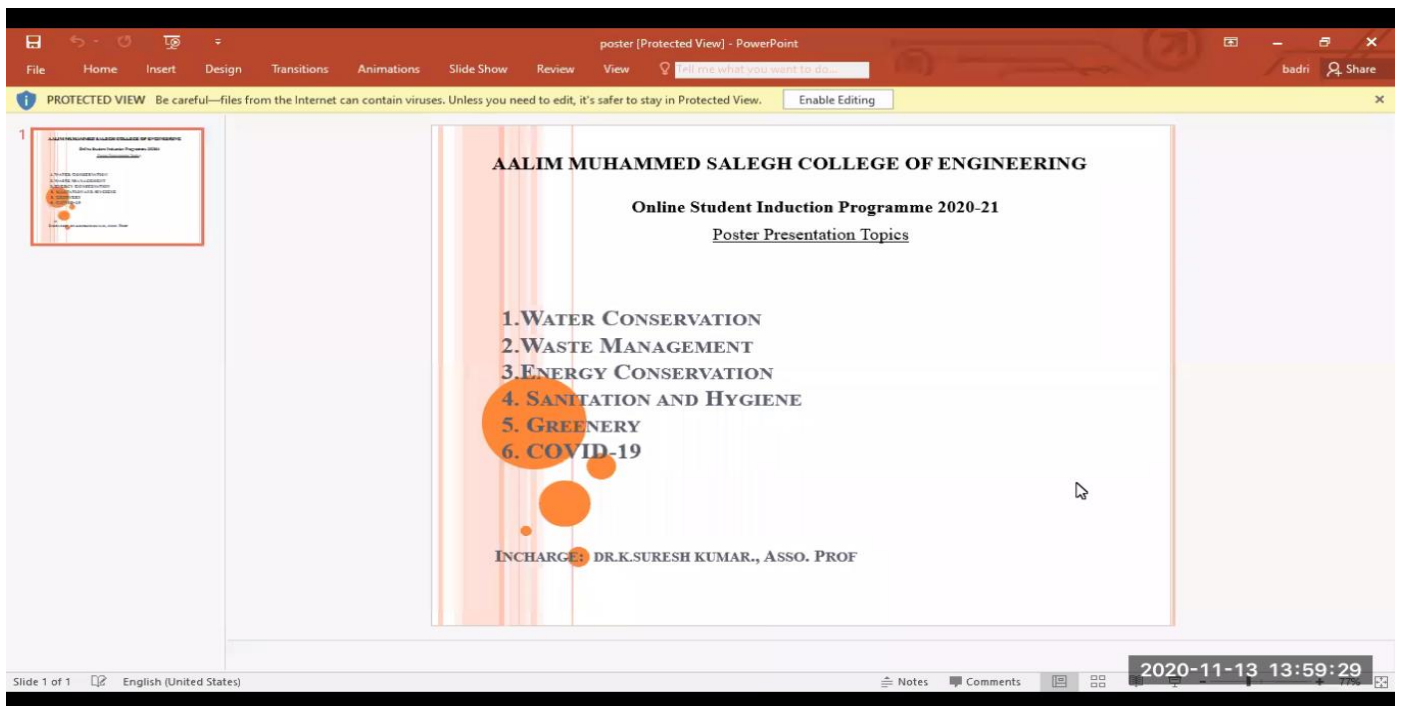 poster [Protected View] - PowerPoint
File Home Insert Design Transitions Animations Slide Show Review View Tell me what you want to do... badri Share
PROTECTED VIEW Be careful—files from the Internet can contain viruses. Unless you need to edit, it's safer to stay in Protected View. Enable Editing
1
AALIM MUHAMMED SALEGH COLLEGE OF ENGINEERING
Online Student Induction Programme 2020-21
Poster Presentation Topics
1.WATER CONSERVATION
2.WASTE MANAGEMENT
3.ENERGY CONSERVATION
4. SANITATION AND HYGIENE
5. GREENERY
6. COVID-19
INCHARGE: DR.K.SURESH KUMAR., ASSO. PROF
2020-11-13 13:59:29
Slide 1 of 1 English (United States) Notes Comments 77%